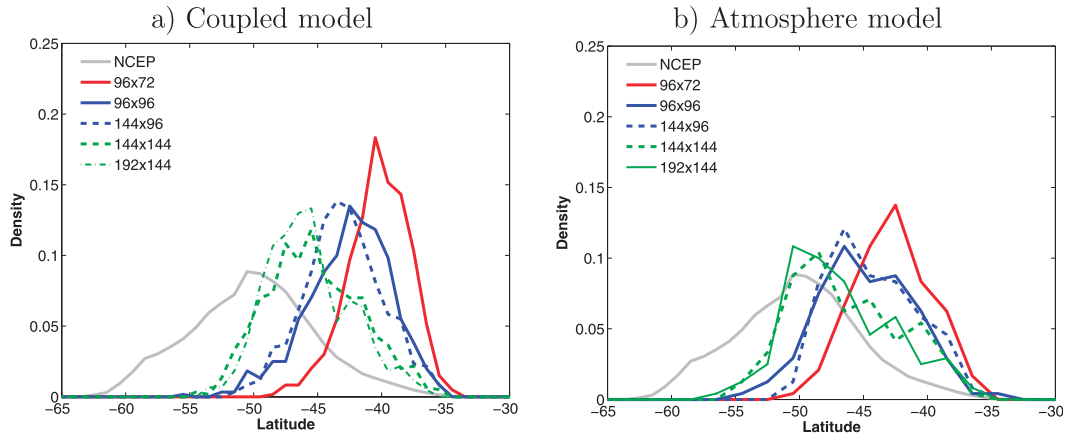 a) Coupled model
0.25
0.2
0.15
0.1
0.05
0
Density
NCEP
96x72
96x96
144x96
144x144
192x144
−65 −60 −55 −50 −45 −40 −35 −30
Latitude
b) Atmosphere model
0.25
0.2
0.15
0.1
0.05
0
Density
NCEP
96x72
96x96
144x96
144x144
192x144
−65 −60 −55 −50 −45 −40 −35 −30
Latitude